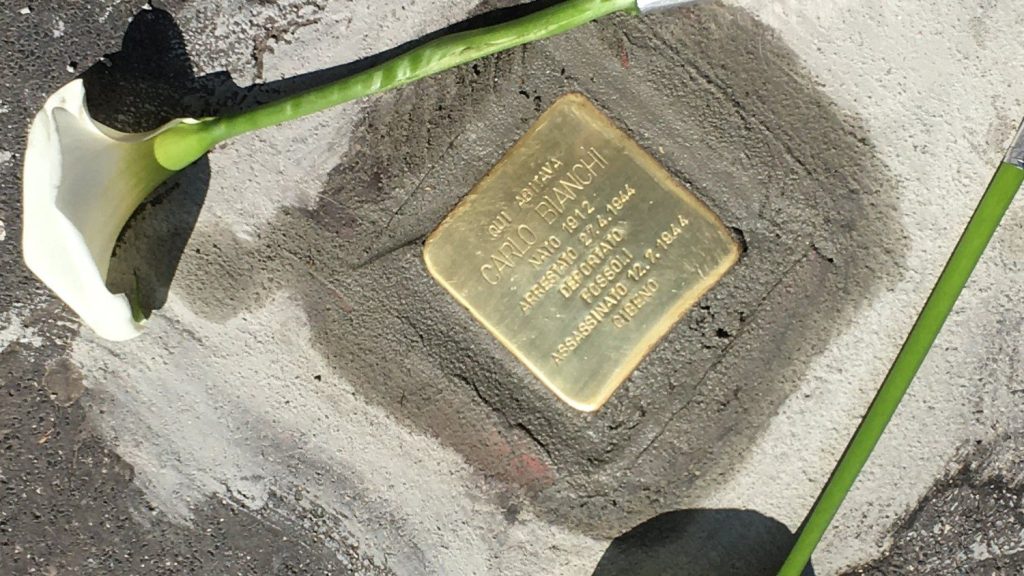 QUI ABITAVA
CARLO BIANCHI
NATO 1912
ARRESTATO 27.4.1944
DEPORTATO
FOSSOLI
ASSASSINATO 12.7.1944
CIBENO